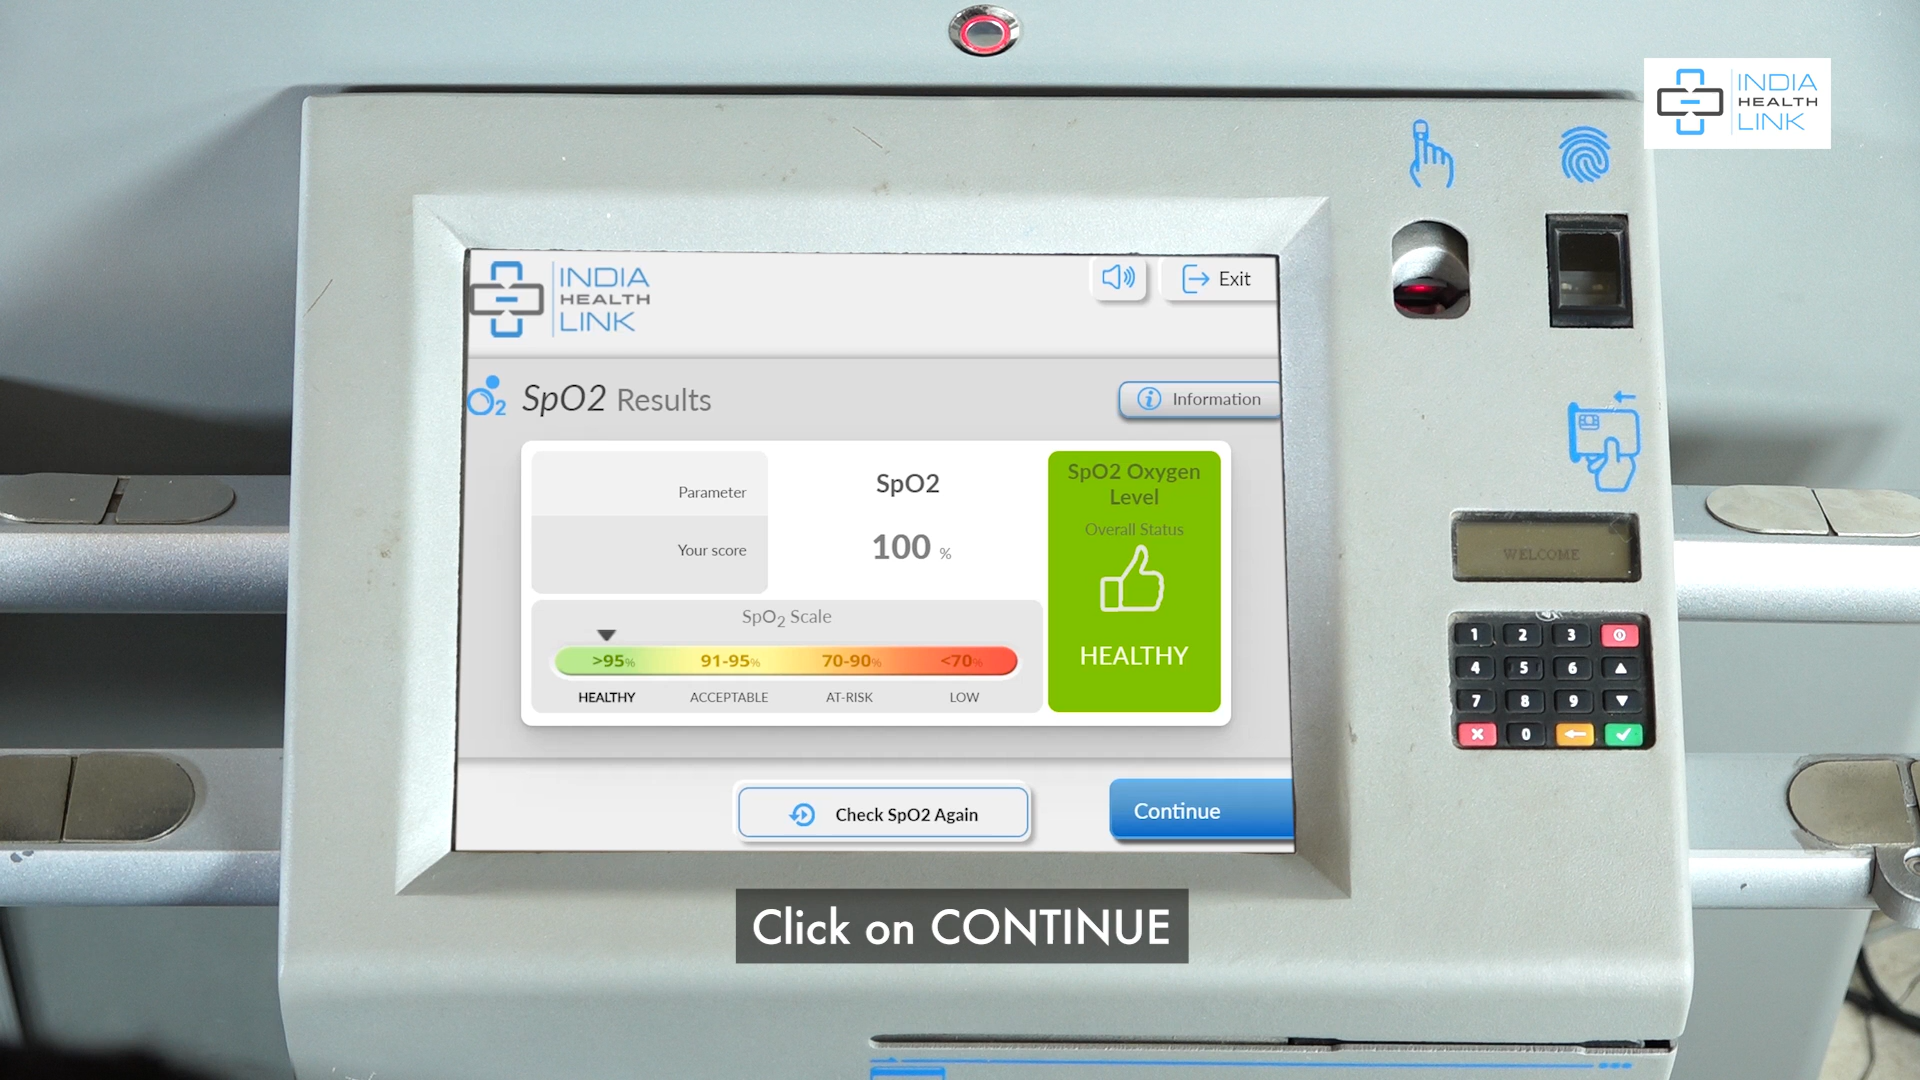 INDIA
HEALTH
LINK
INDIA
HEALTH
LINK
Exit
O2
SpO2 Results
Information
Parameter
SpO2
Your score
100 %
SpO2 Oxygen
Level
Overall Status
HEALTHY
SpO2 Scale
>95% 91-95% 70-90% <70%
HEALTHY ACCEPTABLE AT-RISK LOW
Check SpO2 Again
Continue
WELCOME
1 2 3
4 5 6
7 8 9
0
Click on CONTINUE